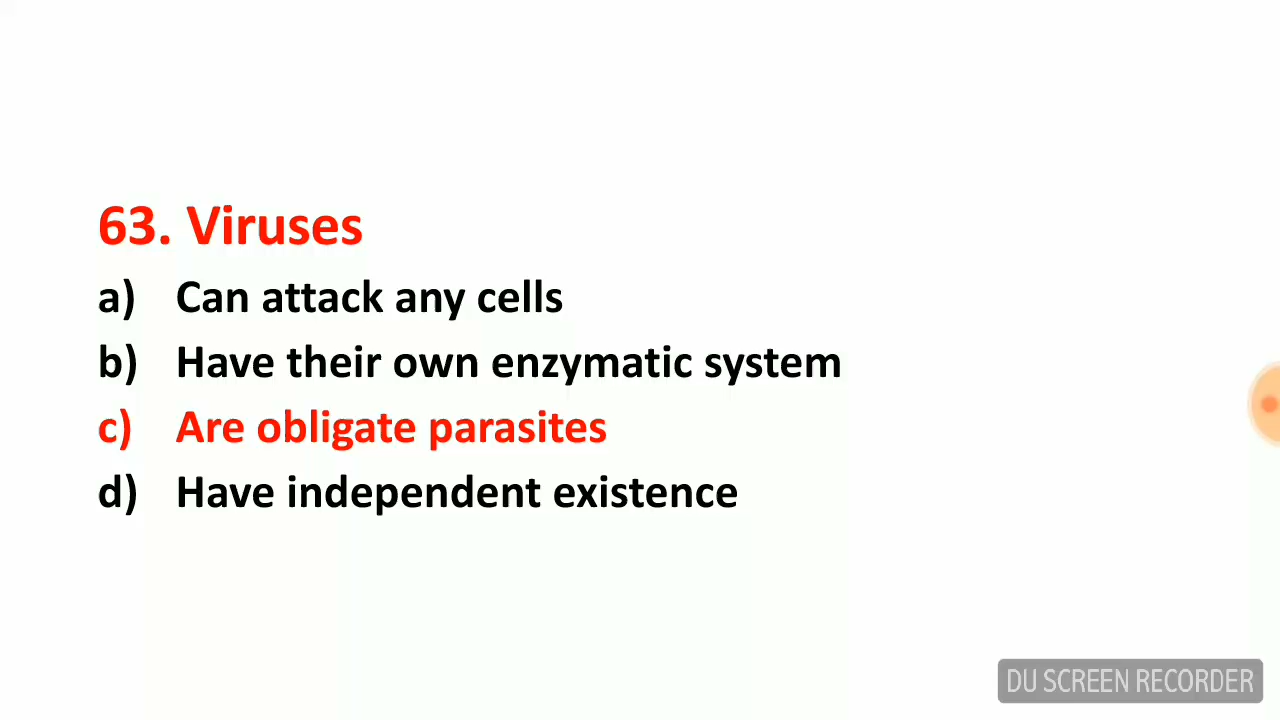 63. Viruses
a) Can attack any cells
b) Have their own enzymatic system
c) Are obligate parasites
d) Have independent existence
DU SCREEN RECORDER